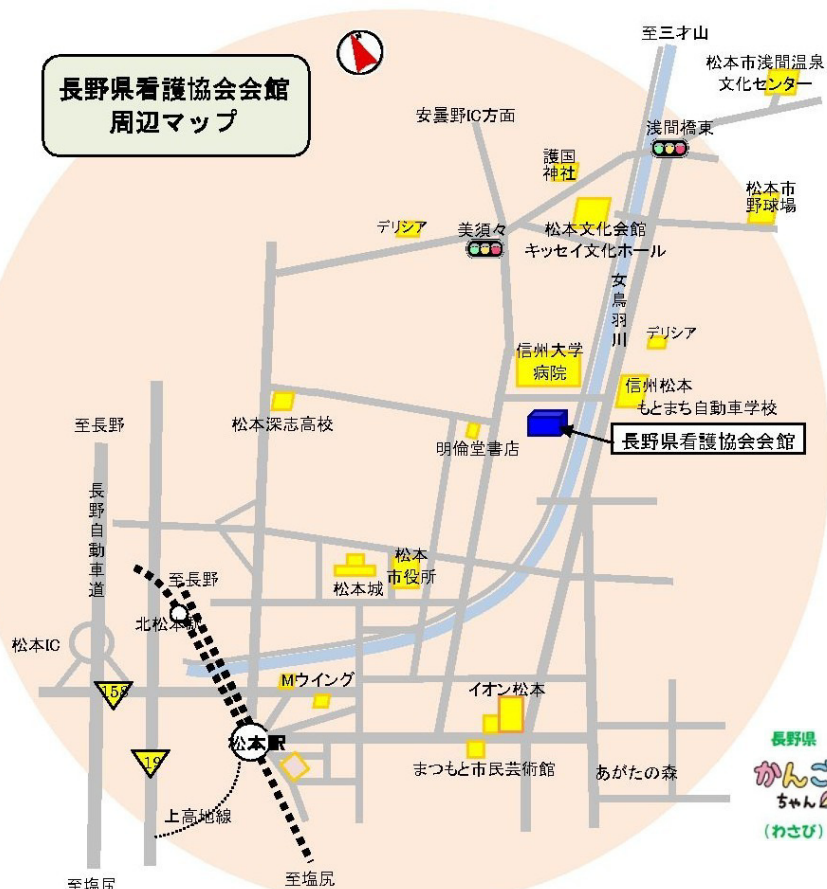 長野県看護協会会館
周辺マップ
至三才山
松本市浅間温泉
文化センター
安曇野IC方面
浅間橋東
護国
神社
松本市
野球場
デリシア
美須々
松本文化会館
キッセイ文化ホール
女鳥羽川
デリシア
信州大学
病院
信州松本
もとまち自動車学校
松本深志高校
至長野
明倫堂書店
長野県看護協会会館
長野自動車道
松本
市役所
至長野
松本城
北松本駅
松本IC
Mウイング
イオン松本
158
松本駅
19
まつもと市民芸術館
あがたの森
長野県
かんご
ちゃん
(わさび)
上高地線
至塩尻
至塩尻